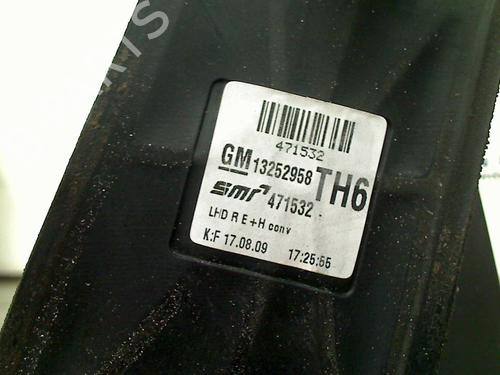 471532
GM 13252958 TH6
smr 471532
LHD R E+H conv
K:F 17.08.09 17:25:55